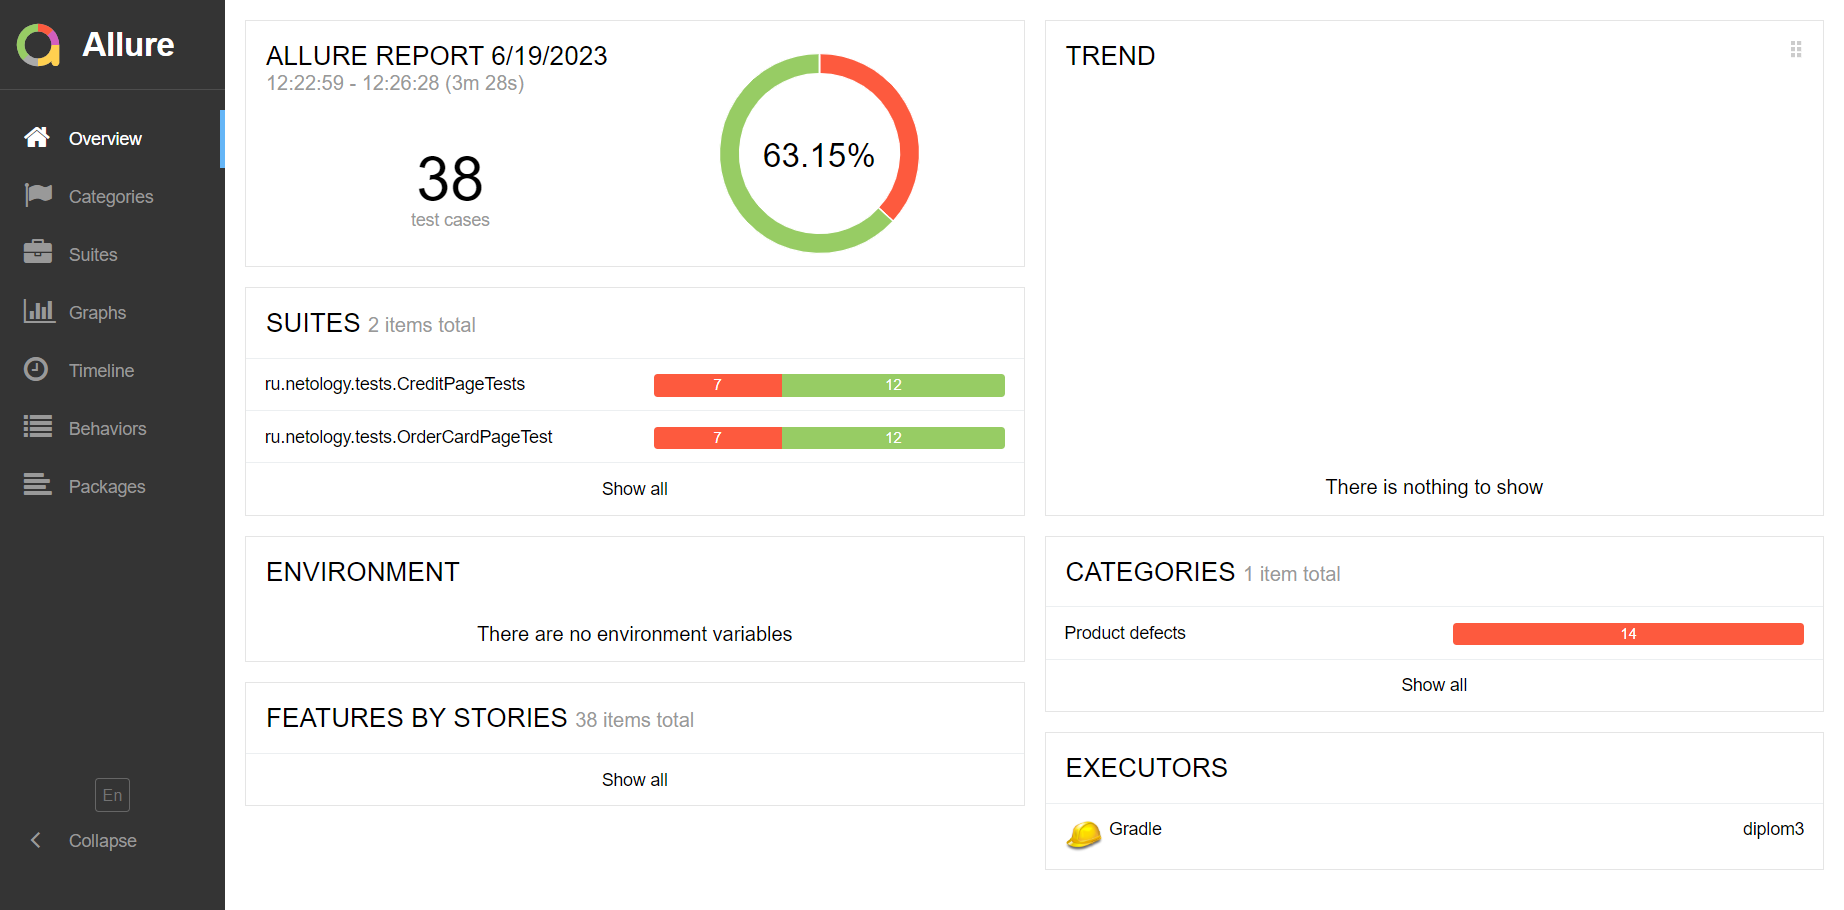 Allure
Overview
Categories
Suites
Graphs
Timeline
Behaviors
Packages
En
Collapse
ALLURE REPORT 6/19/2023
12:22:59 - 12:26:28 (3m 28s)
38
test cases
63.15%
SUITES 2 items total
ru.netology.tests.CreditPageTests 7 12
ru.netology.tests.OrderCardPageTest 7 12
Show all
ENVIRONMENT
There are no environment variables
FEATURES BY STORIES 38 items total
Show all
TREND
There is nothing to show
CATEGORIES 1 item total
Product defects 14
Show all
EXECUTORS
Gradle diplom3